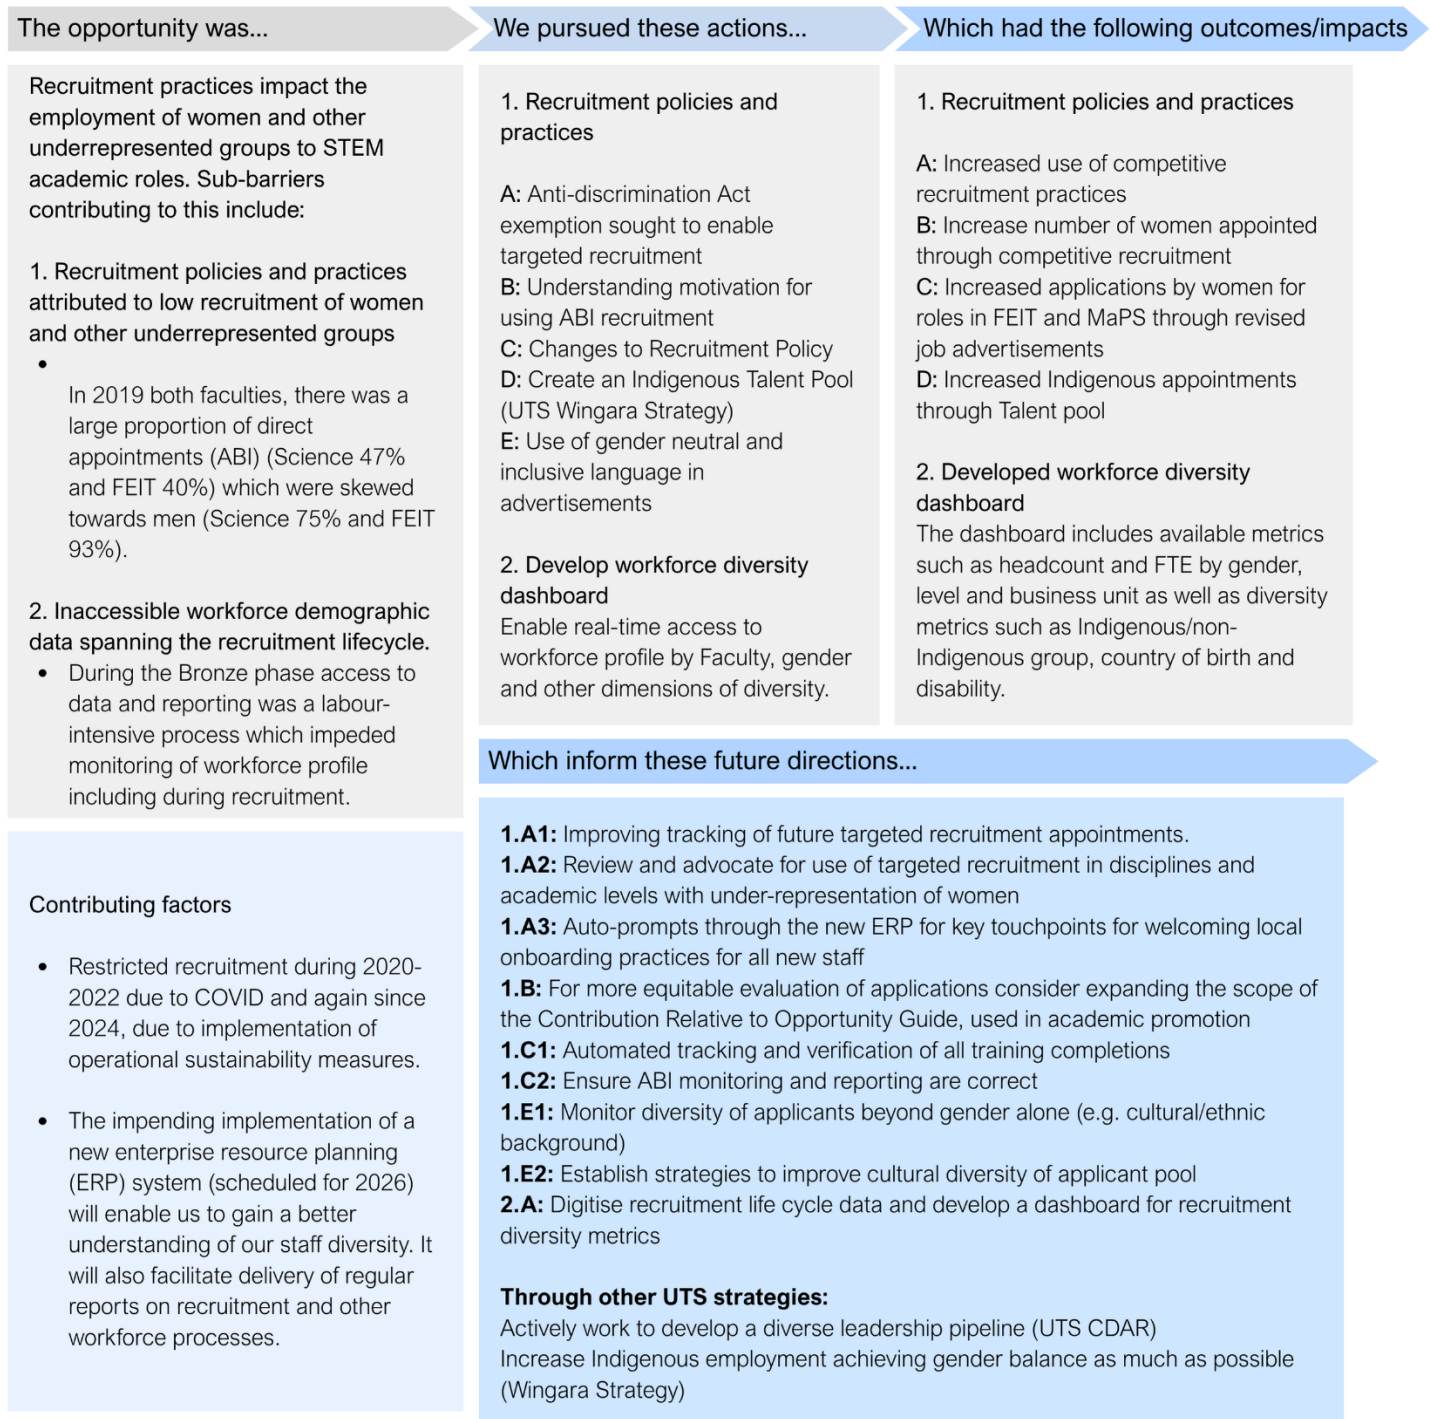 The opportunity was...
Recruitment practices impact the
employment of women and other
underrepresented groups to STEM
academic roles. Sub-barriers
contributing to this include:
1. Recruitment policies and practices
attributed to low recruitment of women
and other underrepresented groups
•
In 2019 both faculties, there was a
large proportion of direct
appointments (ABI) (Science 47%
and FEIT 40%) which were skewed
towards men (Science 75% and FEIT
93%).
2. Inaccessible workforce demographic
data spanning the recruitment lifecycle.
• During the Bronze phase access to
data and reporting was a labour-
intensive process which impeded
monitoring of workforce profile
including during recruitment.
Contributing factors
• Restricted recruitment during 2020-
2022 due to COVID and again since
2024, due to implementation of
operational sustainability measures.
• The impending implementation of a
new enterprise resource planning
(ERP) system (scheduled for 2026)
will enable us to gain a better
understanding of our staff diversity. It
will also facilitate delivery of regular
reports on recruitment and other
workforce processes.
We pursued these actions...
1. Recruitment policies and
practices
A: Anti-discrimination Act
exemption sought to enable
targeted recruitment
B: Understanding motivation for
using ABI recruitment
C: Changes to Recruitment Policy
D: Create an Indigenous Talent Pool
(UTS Wingara Strategy)
E: Use of gender neutral and
inclusive language in
advertisements
2. Develop workforce diversity
dashboard
Enable real-time access to
workforce profile by Faculty, gender
and other dimensions of diversity.
Which had the following outcomes/impacts
1. Recruitment policies and practices
A: Increased use of competitive
recruitment practices
B: Increase number of women appointed
through competitive recruitment
C: Increased applications by women for
roles in FEIT and MaPS through revised
job advertisements
D: Increased Indigenous appointments
through Talent pool
2. Developed workforce diversity
dashboard
The dashboard includes available metrics
such as headcount and FTE by gender,
level and business unit as well as diversity
metrics such as Indigenous/non-
Indigenous group, country of birth and
disability.
Which inform these future directions...
1.A1: Improving tracking of future targeted recruitment appointments.
1.A2: Review and advocate for use of targeted recruitment in disciplines and
academic levels with under-representation of women
1.A3: Auto-prompts through the new ERP for key touchpoints for welcoming local
onboarding practices for all new staff
1.B: For more equitable evaluation of applications consider expanding the scope of
the Contribution Relative to Opportunity Guide, used in academic promotion
1.C1: Automated tracking and verification of all training completions
1.C2: Ensure ABI monitoring and reporting are correct
1.E1: Monitor diversity of applicants beyond gender alone (e.g. cultural/ethnic
background)
1.E2: Establish strategies to improve cultural diversity of applicant pool
2.A: Digitise recruitment life cycle data and develop a dashboard for recruitment
diversity metrics
Through other UTS strategies:
Actively work to develop a diverse leadership pipeline (UTS CDAR)
Increase Indigenous employment achieving gender balance as much as possible
(Wingara Strategy)